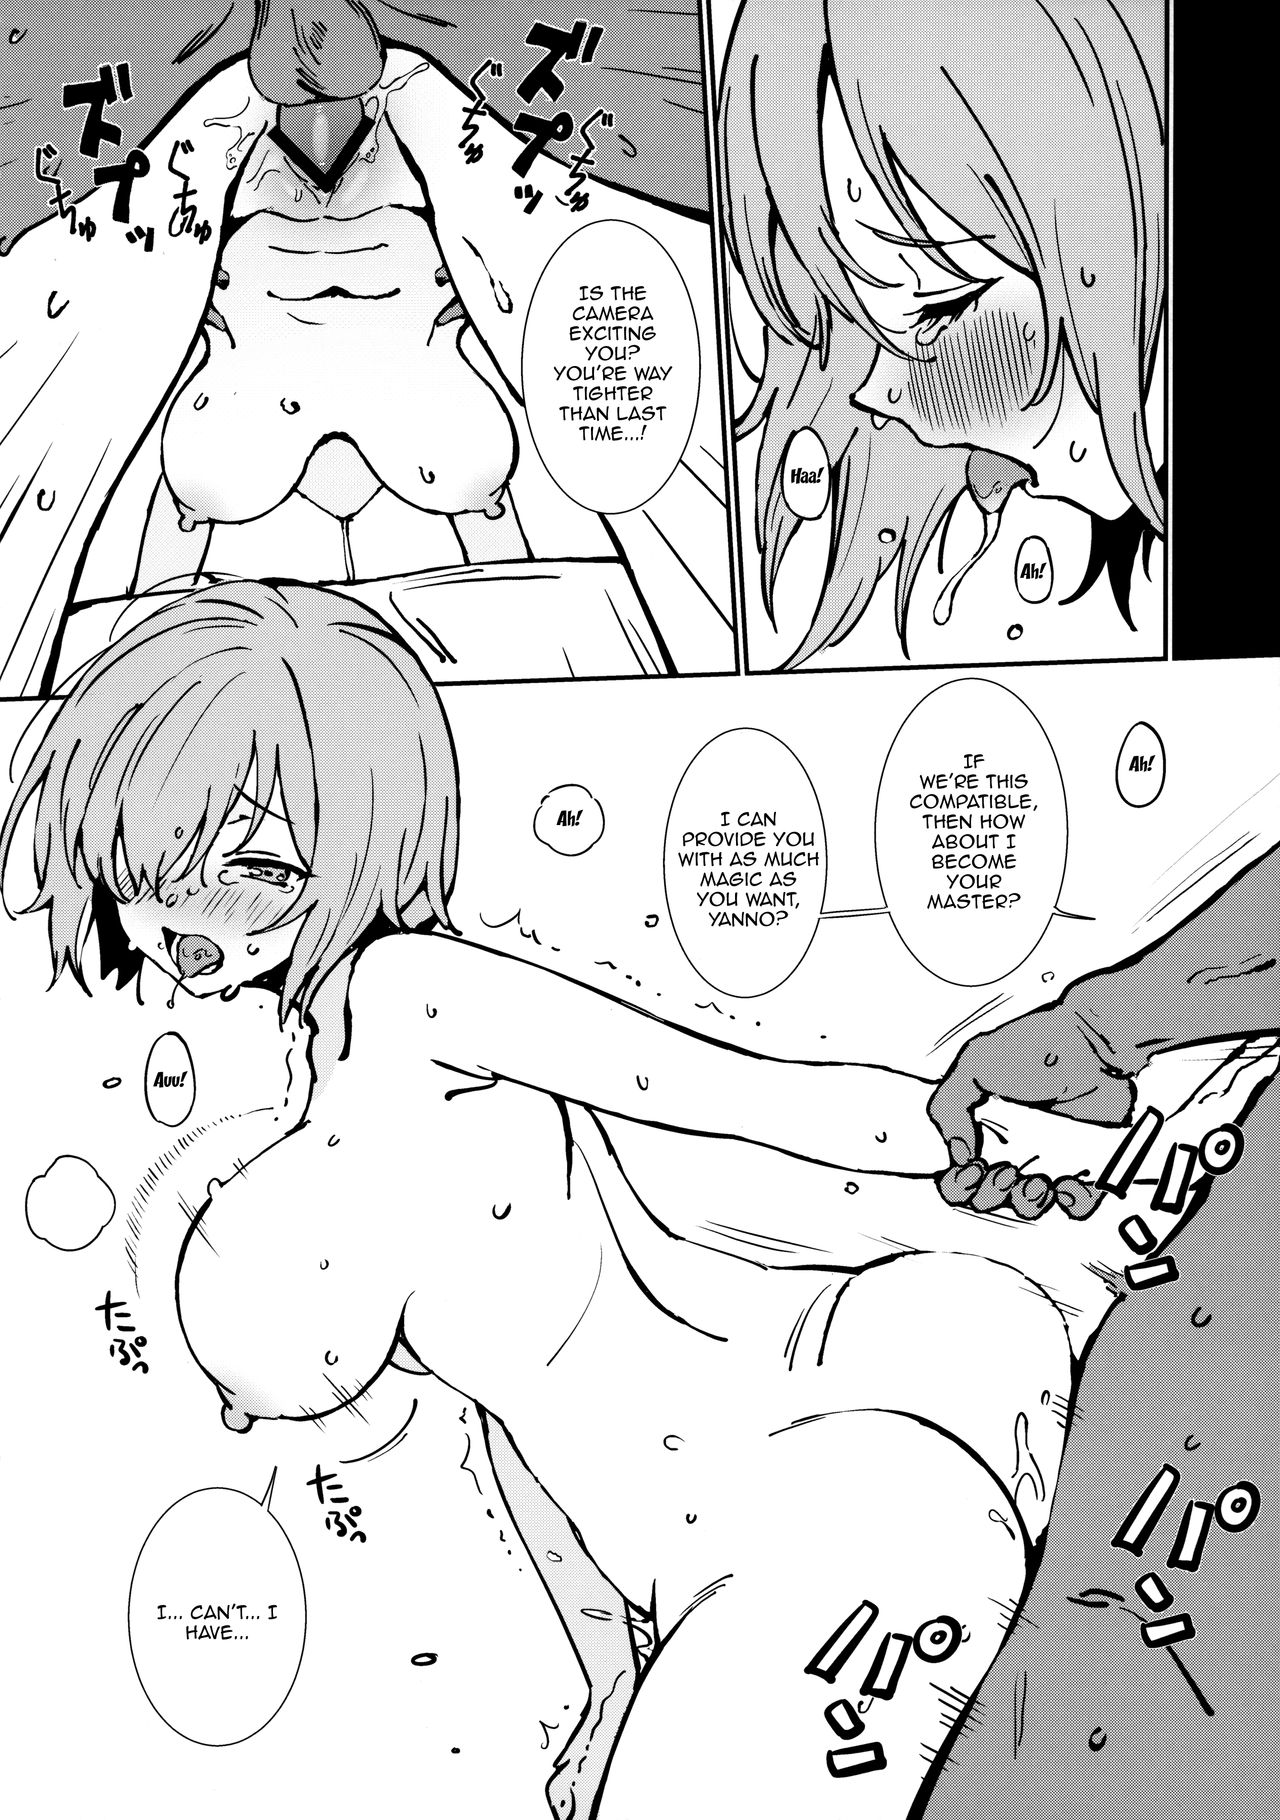 Haa!
Ah!
ズプッ
ぐちゅ
ぐちゅ
ズプッ
ぐちゅ
ぐちゅ
IS THE
CAMERA
EXCITING
YOU?
YOU'RE WAY
TIGHTER
THAN LAST
TIME...!
Ah!
IF
WE'RE THIS
COMPATIBLE,
THEN HOW
ABOUT I
BECOME
YOUR
MASTER?
I CAN
PROVIDE YOU
WITH AS MUCH
MAGIC AS
YOU WANT,
YANNO?
Ah!
Auu!
パン
パン
パン
たぷっ
たぷっ
I... CAN'T... I
HAVE...